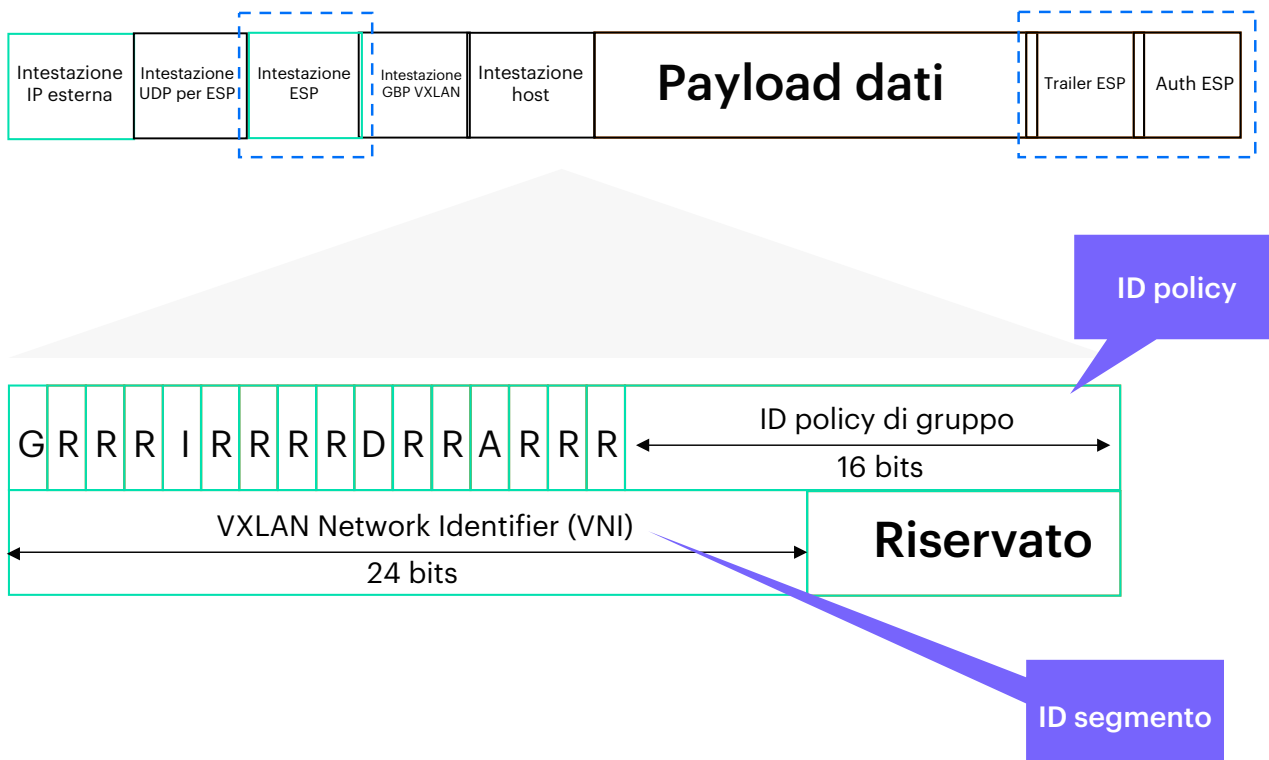 Intestazione
IP esterna
Intestazione
UDP per ESP
Intestazione
ESP
Intestazione
GBP VXLAN
Intestazione
host
Payload dati
Trailer ESP
Auth ESP
ID policy
G R R R I R R R R D R R A R R R
ID policy di gruppo
16 bits
VXLAN Network Identifier (VNI)
24 bits
Riservato
ID segmento